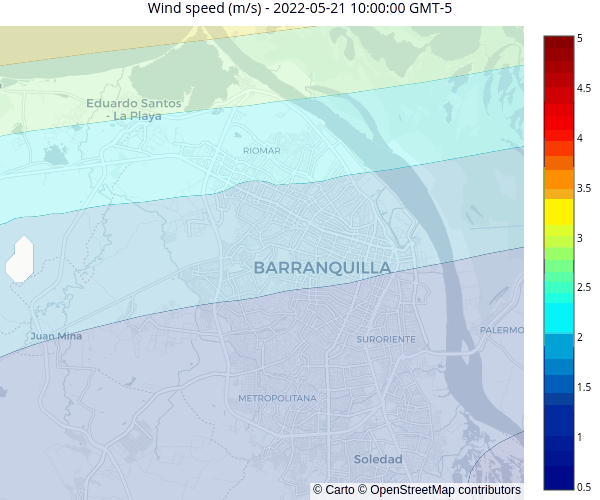 Wind speed (m/s) - 2022-05-21 10:00:00 GMT-5
Eduardo Santos
- La Playa
RIOMAR
BARRANQUILLA
Juan Mina
SURORIENTE
PALERMO
METROPOLITANA
Soledad
© Carto © OpenStreetMap contributors
5
4.5
4
3.5
3
2.5
2
1.5
1
0.5